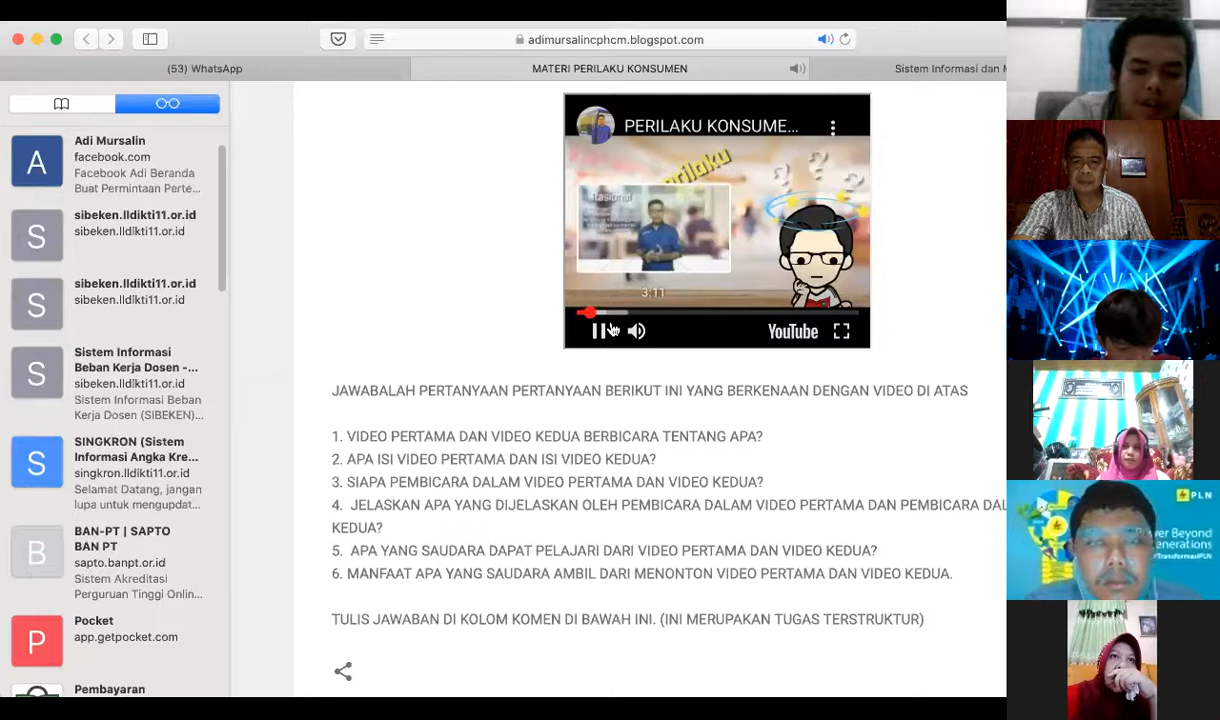 adimursalincphcm.blogspot.com
(53) WhatsApp
MATERI PERILAKU KONSUMEN
Sistem Informasi dan
Adi Mursalin
facebook.com
Facebook Adi Beranda
Buat Permintaan Perte...
S
sibeken.lldikti11.or.id
sibeken.lldikti11.or.id
S
sibeken.lldikti11.or.id
sibeken.lldikti11.or.id
S
Sistem Informasi
Beban Kerja Dosen -...
sibeken.lldikti11.or.id
Sistem Informasi Beban
Kerja Dosen (SIBEKEN)...
S
SINGKRON (Sistem
Informasi Angka Kre...
singkron.lldikti11.or.id
Selamat Datang, jangan
lupa untuk mengupdat...
B
BAN-PT | SAPTO
BAN PT
sapto.banpt.or.id
Sistem Akreditasi
Perguruan Tinggi Onlin...
P
Pocket
app.getpocket.com
Pembayaran
A
PERILAKU KONSUME...
rilaku
tasional
3:11
YouTube
JAWABALAH PERTANYAAN PERTANYAAN BERIKUT INI YANG BERKENAAN DENGAN VIDEO DI ATAS
1. VIDEO PERTAMA DAN VIDEO KEDUA BERBICARA TENTANG APA?
2. APA ISI VIDEO PERTAMA DAN ISI VIDEO KEDUA?
3. SIAPA PEMBICARA DALAM VIDEO PERTAMA DAN VIDEO KEDUA?
4. JELASKAN APA YANG DIJELASKAN OLEH PEMBICARA DALAM VIDEO PERTAMA DAN PEMBICARA DAL
KEDUA?
5. APA YANG SAUDARA DAPAT PELAJARI DARI VIDEO PERTAMA DAN VIDEO KEDUA?
6. MANFAAT APA YANG SAUDARA AMBIL DARI MENONTON VIDEO PERTAMA DAN VIDEO KEDUA.
TULIS JAWABAN DI KOLOM KOMEN DI BAWAH INI. (INI MERUPAKAN TUGAS TERSTRUKTUR)
PLN
Power Beyond
Generations
#TransformasiPLN